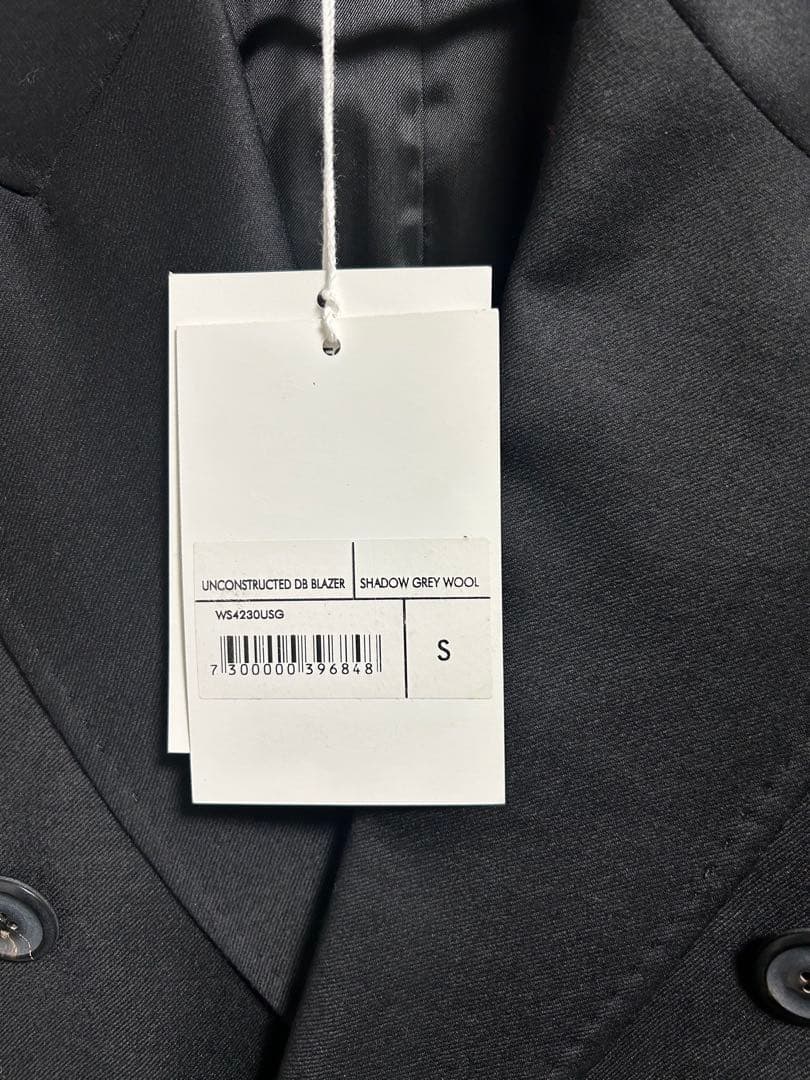 UNCONSTRUCTED DB BLAZER
SHADOW GREY WOOL
WS4230USG
7 300000 396848
S